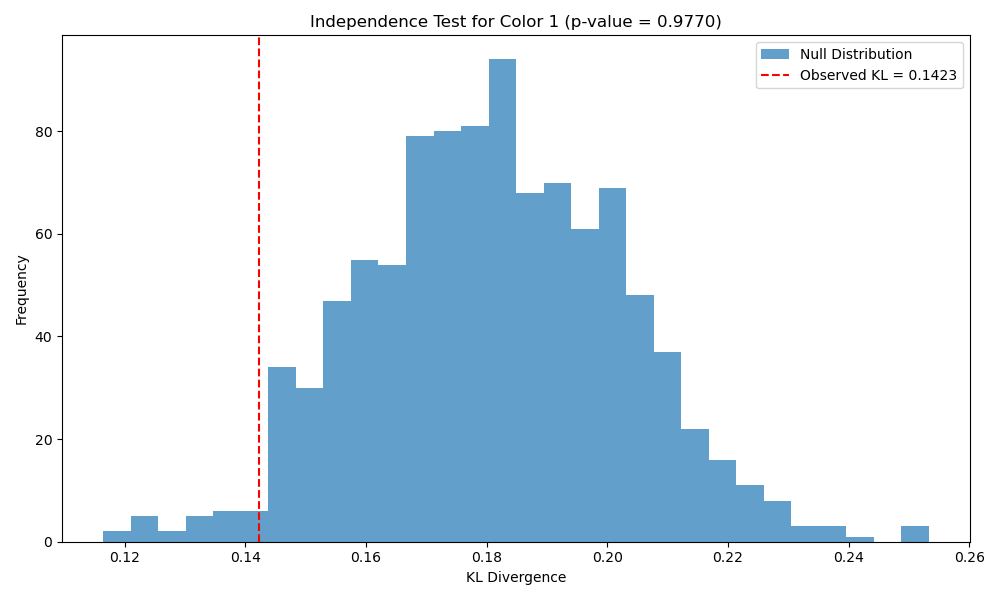 Independence Test for Color 1 (p-value = 0.9770)
Null Distribution
Observed KL = 0.1423
Frequency
80
60
40
20
0
0.12 0.14 0.16 0.18 0.20 0.22 0.24 0.26
KL Divergence